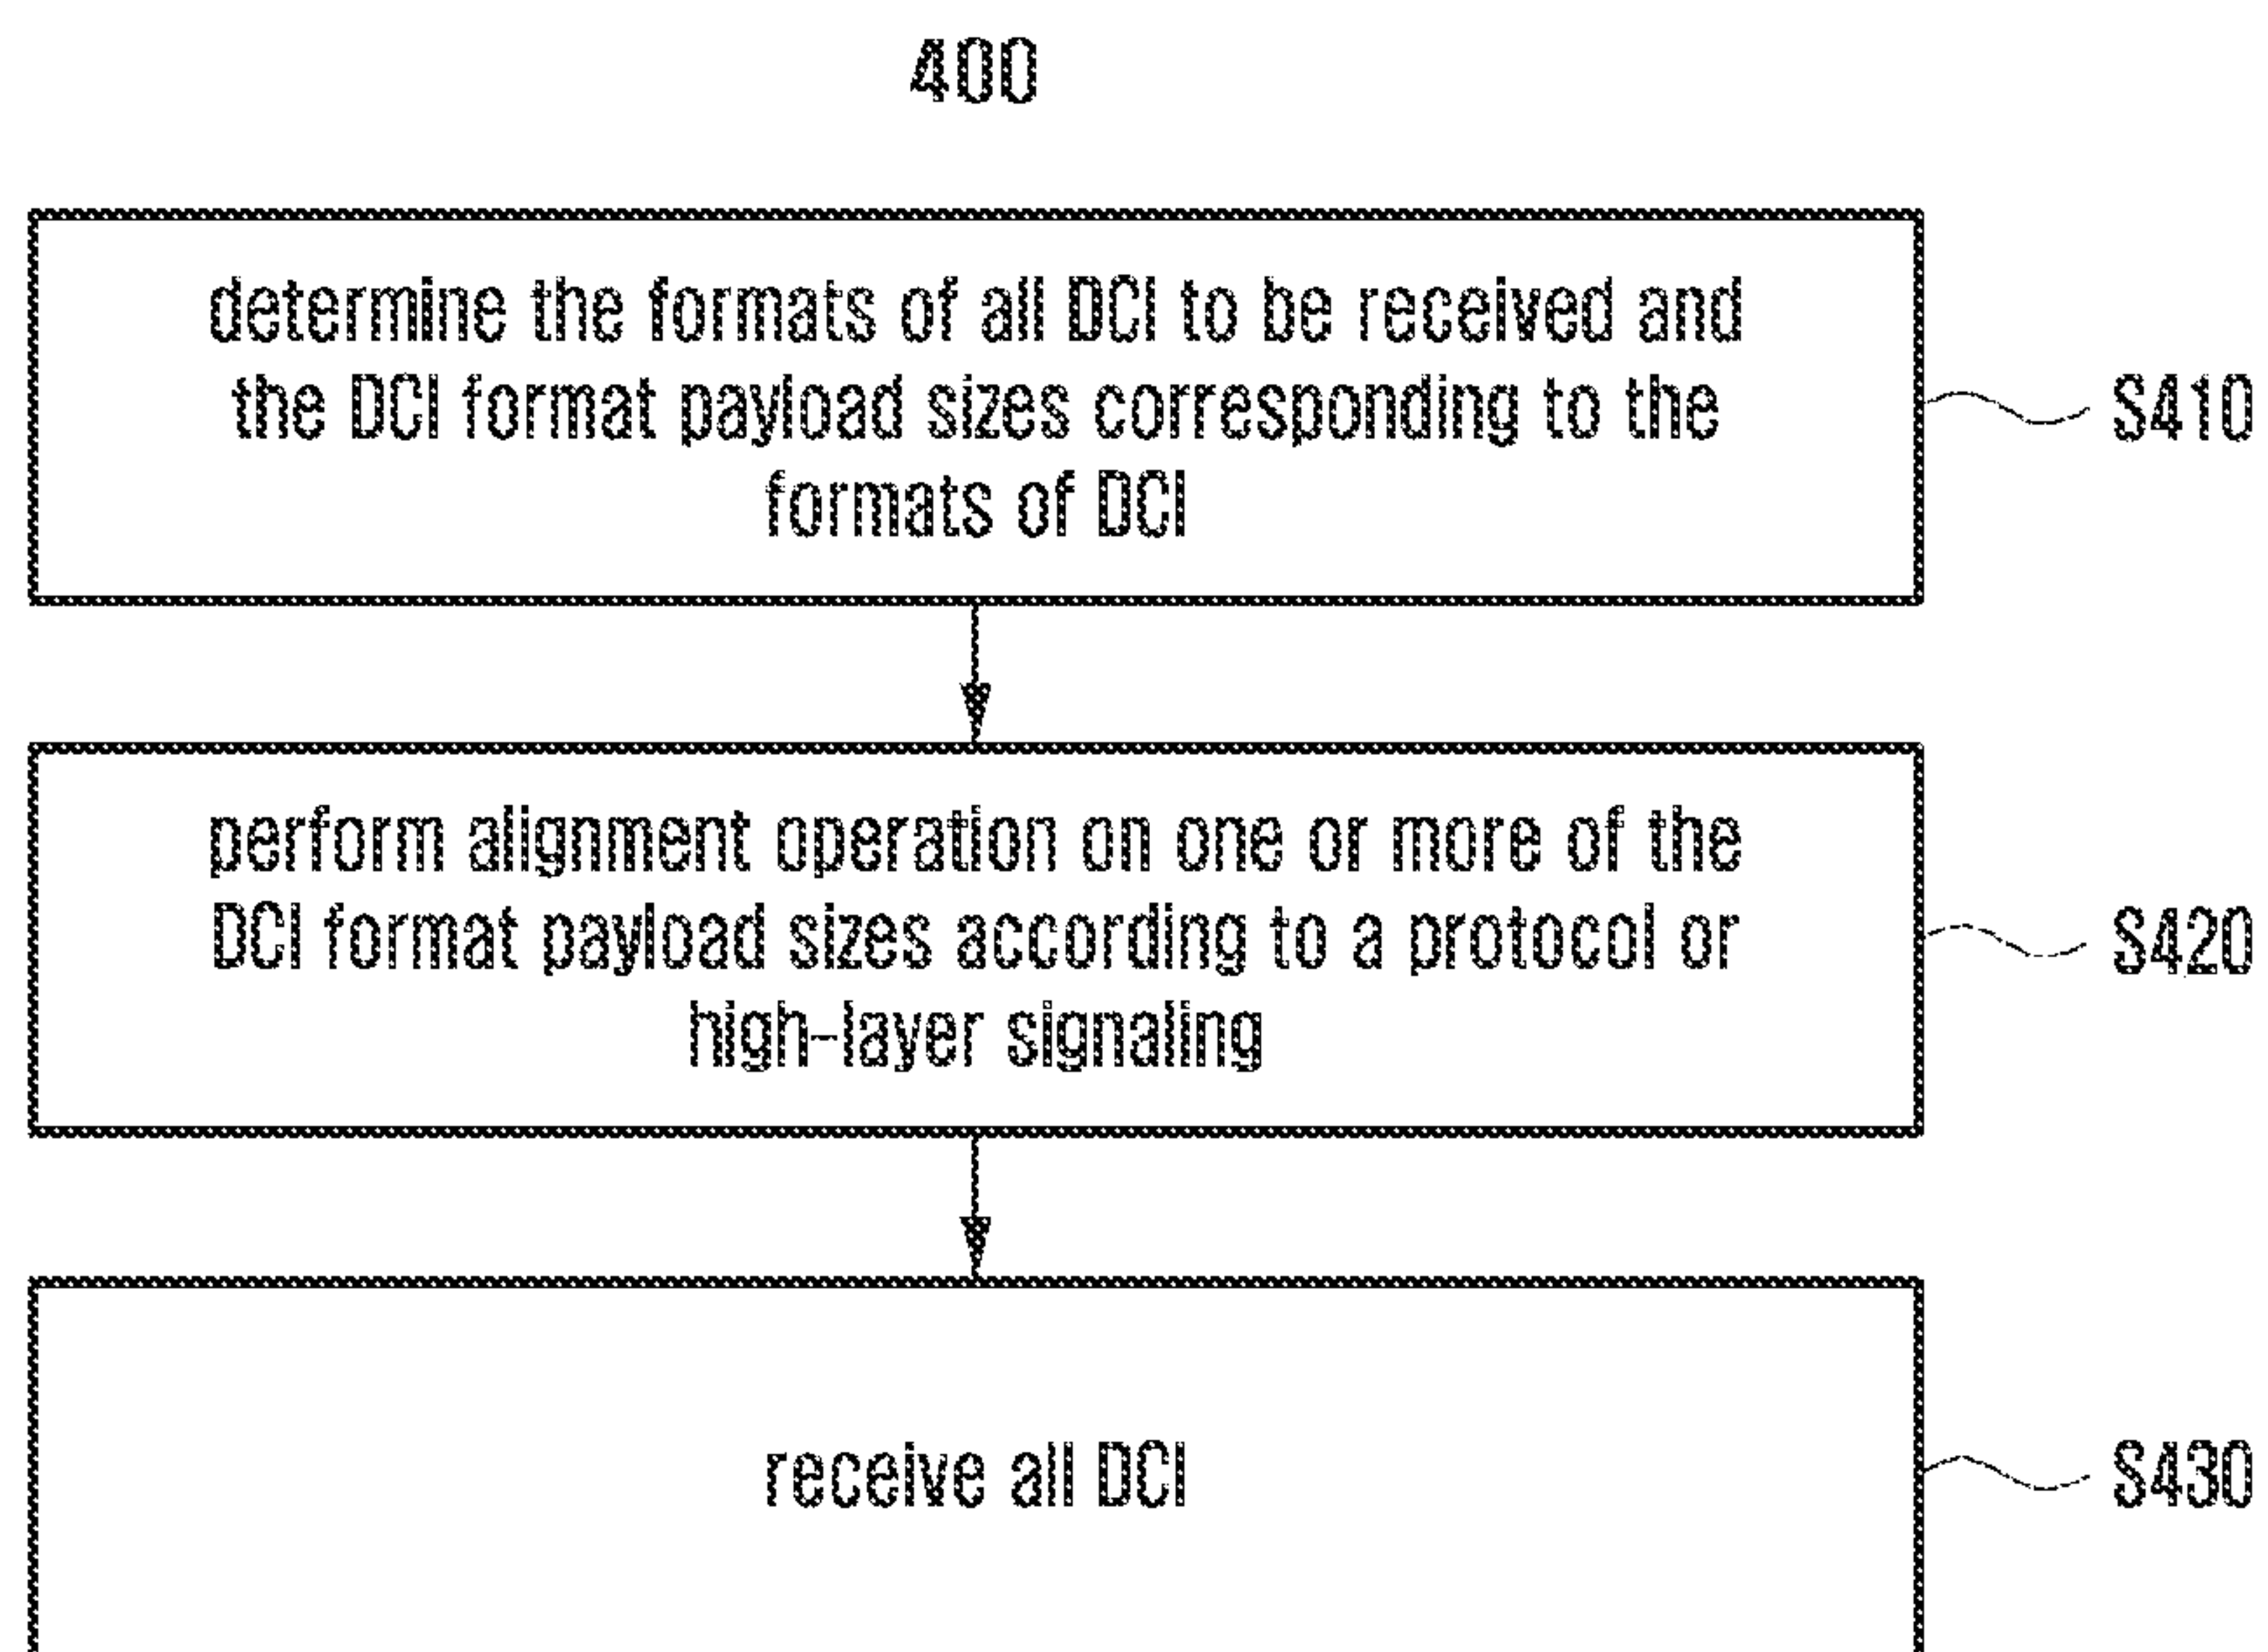 400
determine the formats of all DCI to be received and
the DCI format payload sizes corresponding to the
formats of DCI
S410
perform alignment operation on one or more of the
DCI format payload sizes according to a protocol or
high-layer signaling
S420
receive all DCI
S430